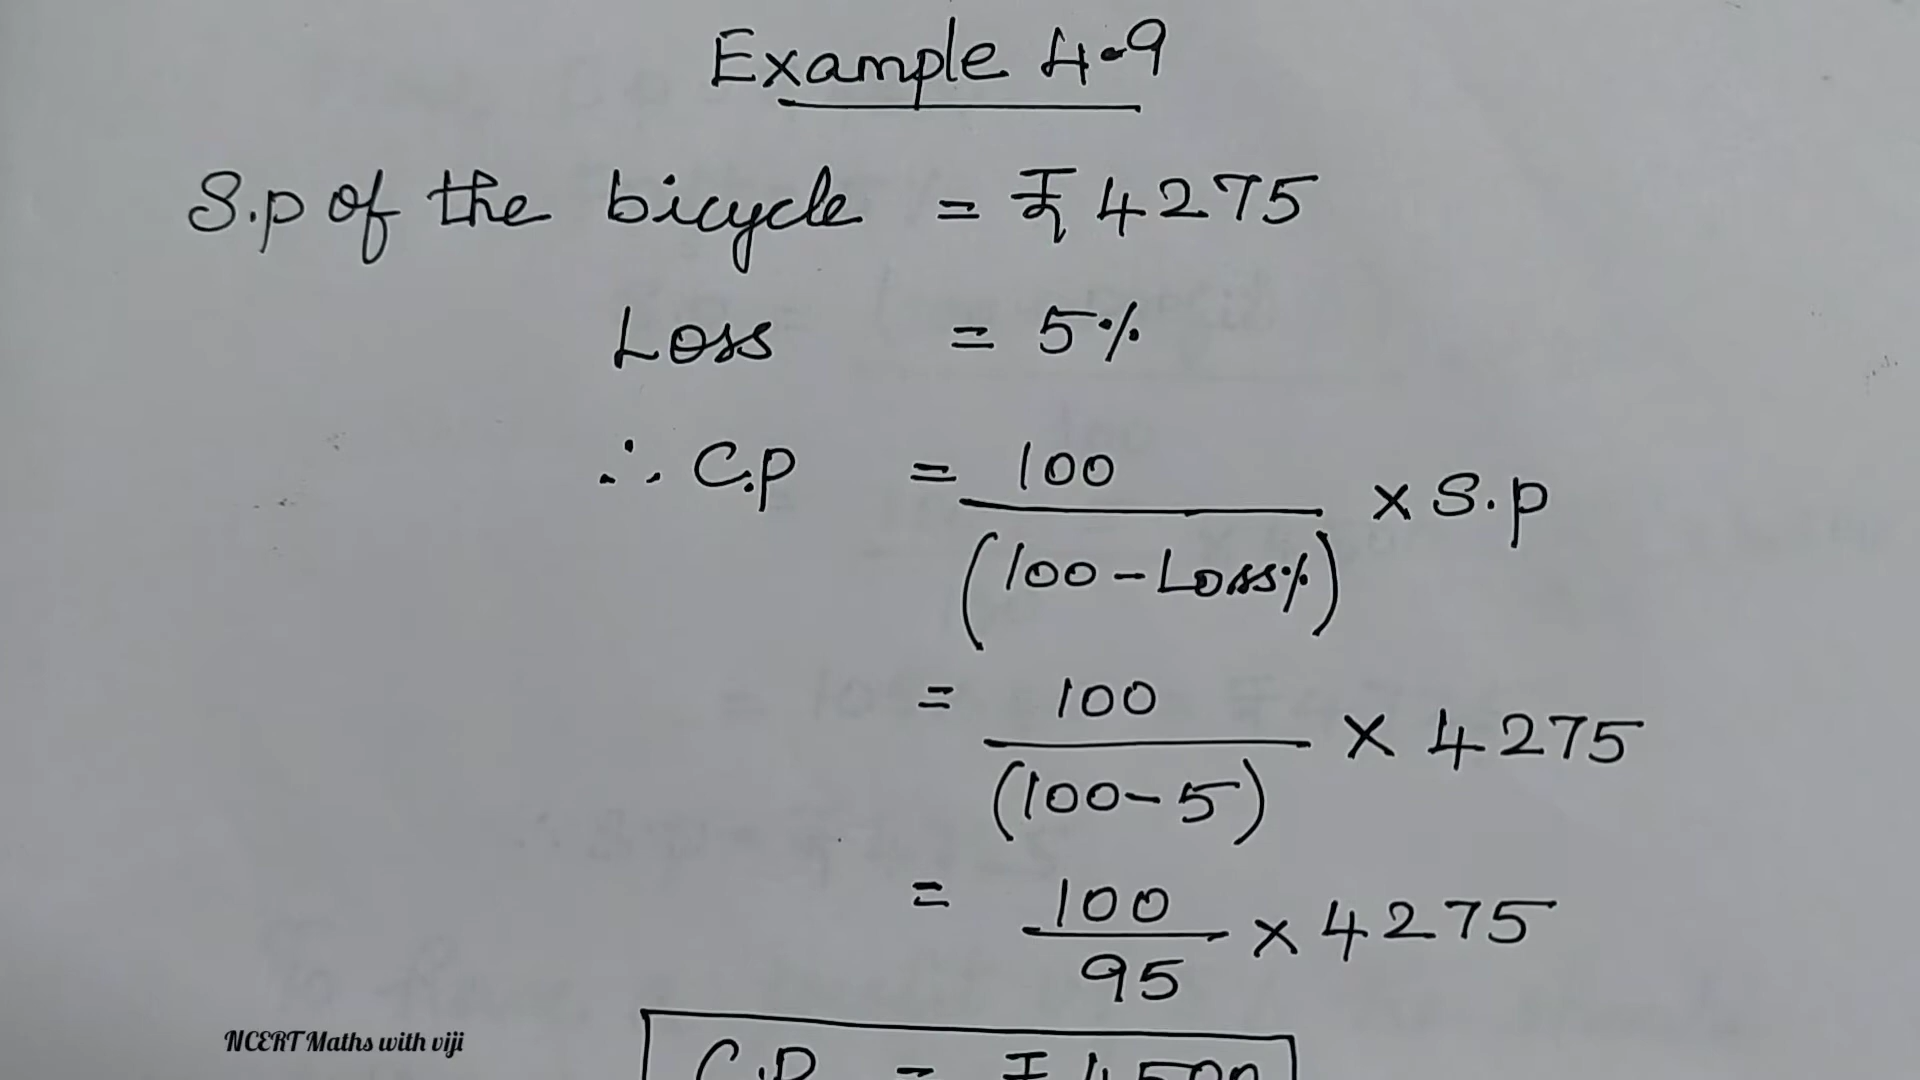 Example 4.9
S.p of the bicycle = ₹ 4275
Loss = 5%
∴ C.p = 100 / (100 - Loss%) × S.p
= 100 / (100 - 5) × 4275
= 100 / 95 × 4275
C.P = ₹ 4500
NCERT Maths with viji